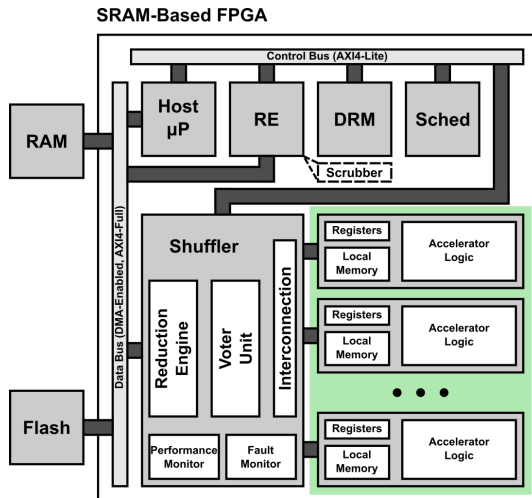 SRAM-Based FPGA
Control Bus (AXI4-Lite)
Host
µP
RE
DRM
Sched
RAM
Scrubber
Data Bus (DMA-Enabled, AXI4-Full)
Shuffler
Reduction
Engine
Voter
Unit
Interconnection
Performance
Monitor
Fault
Monitor
Flash
Registers
Local
Memory
Accelerator
Logic
Registers
Local
Memory
Accelerator
Logic
Registers
Local
Memory
Accelerator
Logic